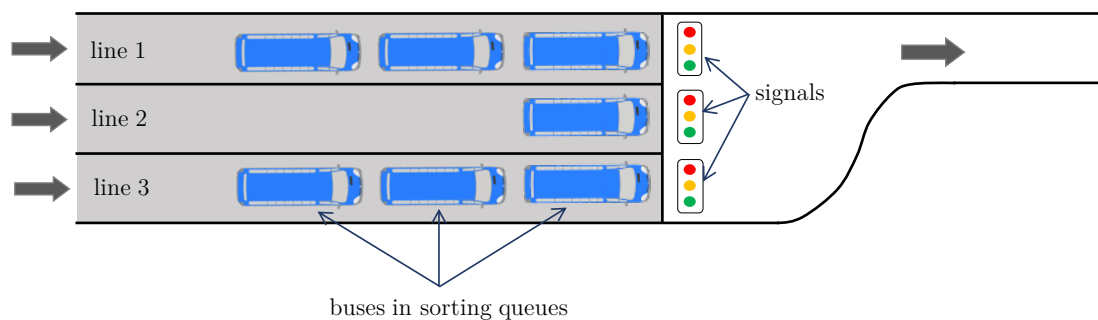 line 1
line 2
line 3
signals
buses in sorting queues